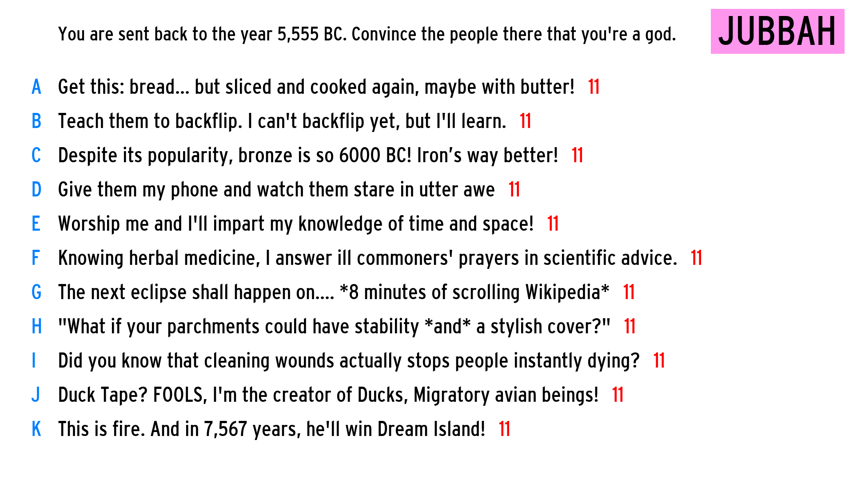 You are sent back to the year 5,555 BC. Convince the people there that you're a god.
JUBBAH
A Get this: bread... but sliced and cooked again, maybe with butter! 11
B Teach them to backflip. I can't backflip yet, but I'll learn. 11
C Despite its popularity, bronze is so 6000 BC! Iron’s way better! 11
D Give them my phone and watch them stare in utter awe 11
E Worship me and I'll impart my knowledge of time and space! 11
F Knowing herbal medicine, I answer ill commoners' prayers in scientific advice. 11
G The next eclipse shall happen on.... *8 minutes of scrolling Wikipedia* 11
H "What if your parchments could have stability *and* a stylish cover?" 11
I Did you know that cleaning wounds actually stops people instantly dying? 11
J Duck Tape? FOOLS, I'm the creator of Ducks, Migratory avian beings! 11
K This is fire. And in 7,567 years, he'll win Dream Island! 11